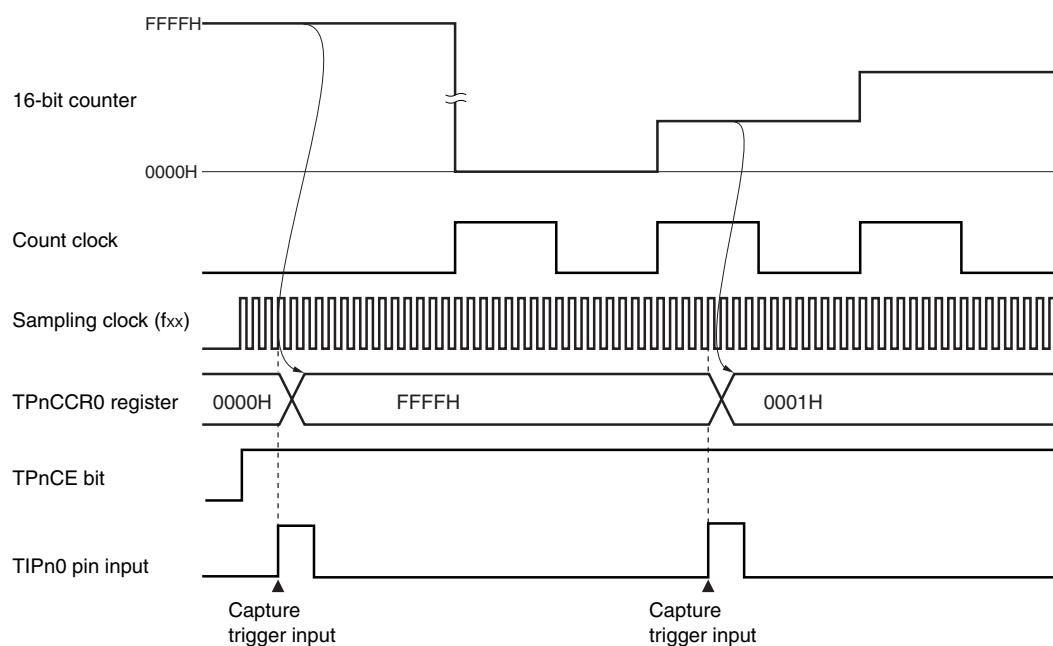 FFFFH
16-bit counter
0000H
Count clock
Sampling clock (fxx)
TPnCCR0 register 0000H FFFFH 0001H
TPnCE bit
TIPn0 pin input
Capture trigger input
Capture trigger input